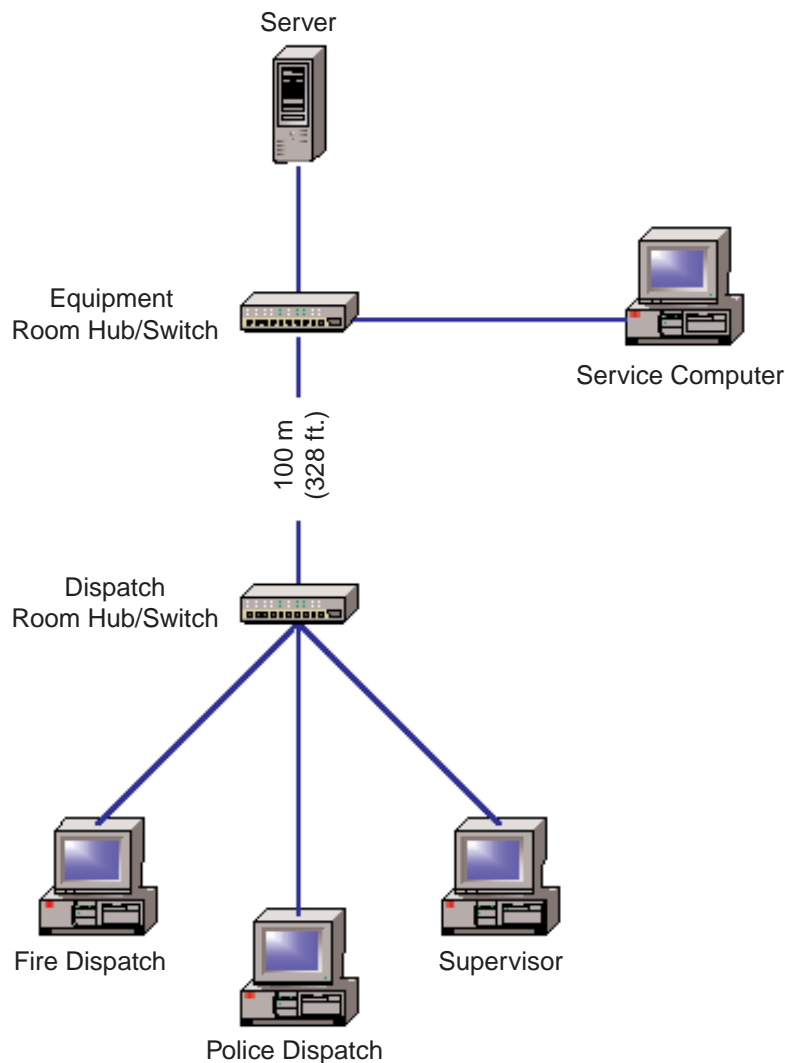 Server
Equipment
Room Hub/Switch
Service Computer
100 m
(328 ft.)
Dispatch
Room Hub/Switch
Fire Dispatch
Supervisor
Police Dispatch